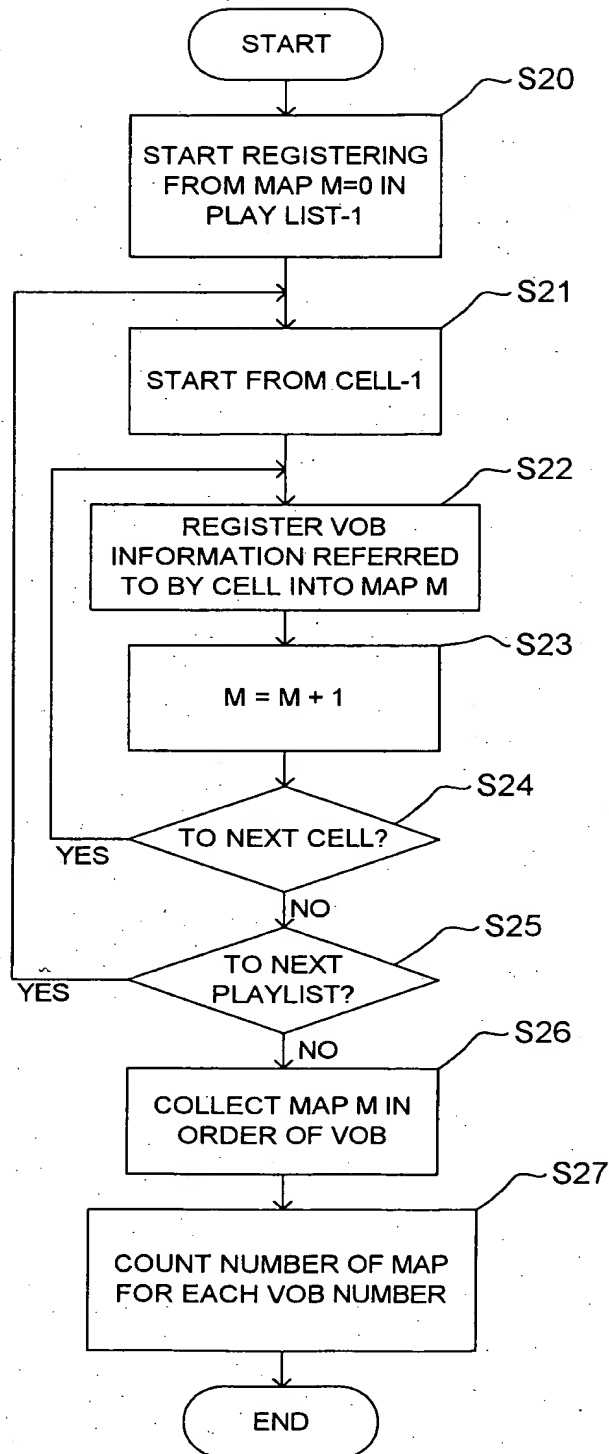 START
S20
START REGISTERING
FROM MAP M=0 IN
PLAY LIST-1
S21
START FROM CELL-1
S22
REGISTER VOB
INFORMATION REFERRED
TO BY CELL INTO MAP M
S23
M = M + 1
S24
TO NEXT CELL?
YES
NO
S25
TO NEXT
PLAYLIST?
YES
NO
S26
COLLECT MAP M IN
ORDER OF VOB
S27
COUNT NUMBER OF MAP
FOR EACH VOB NUMBER
END